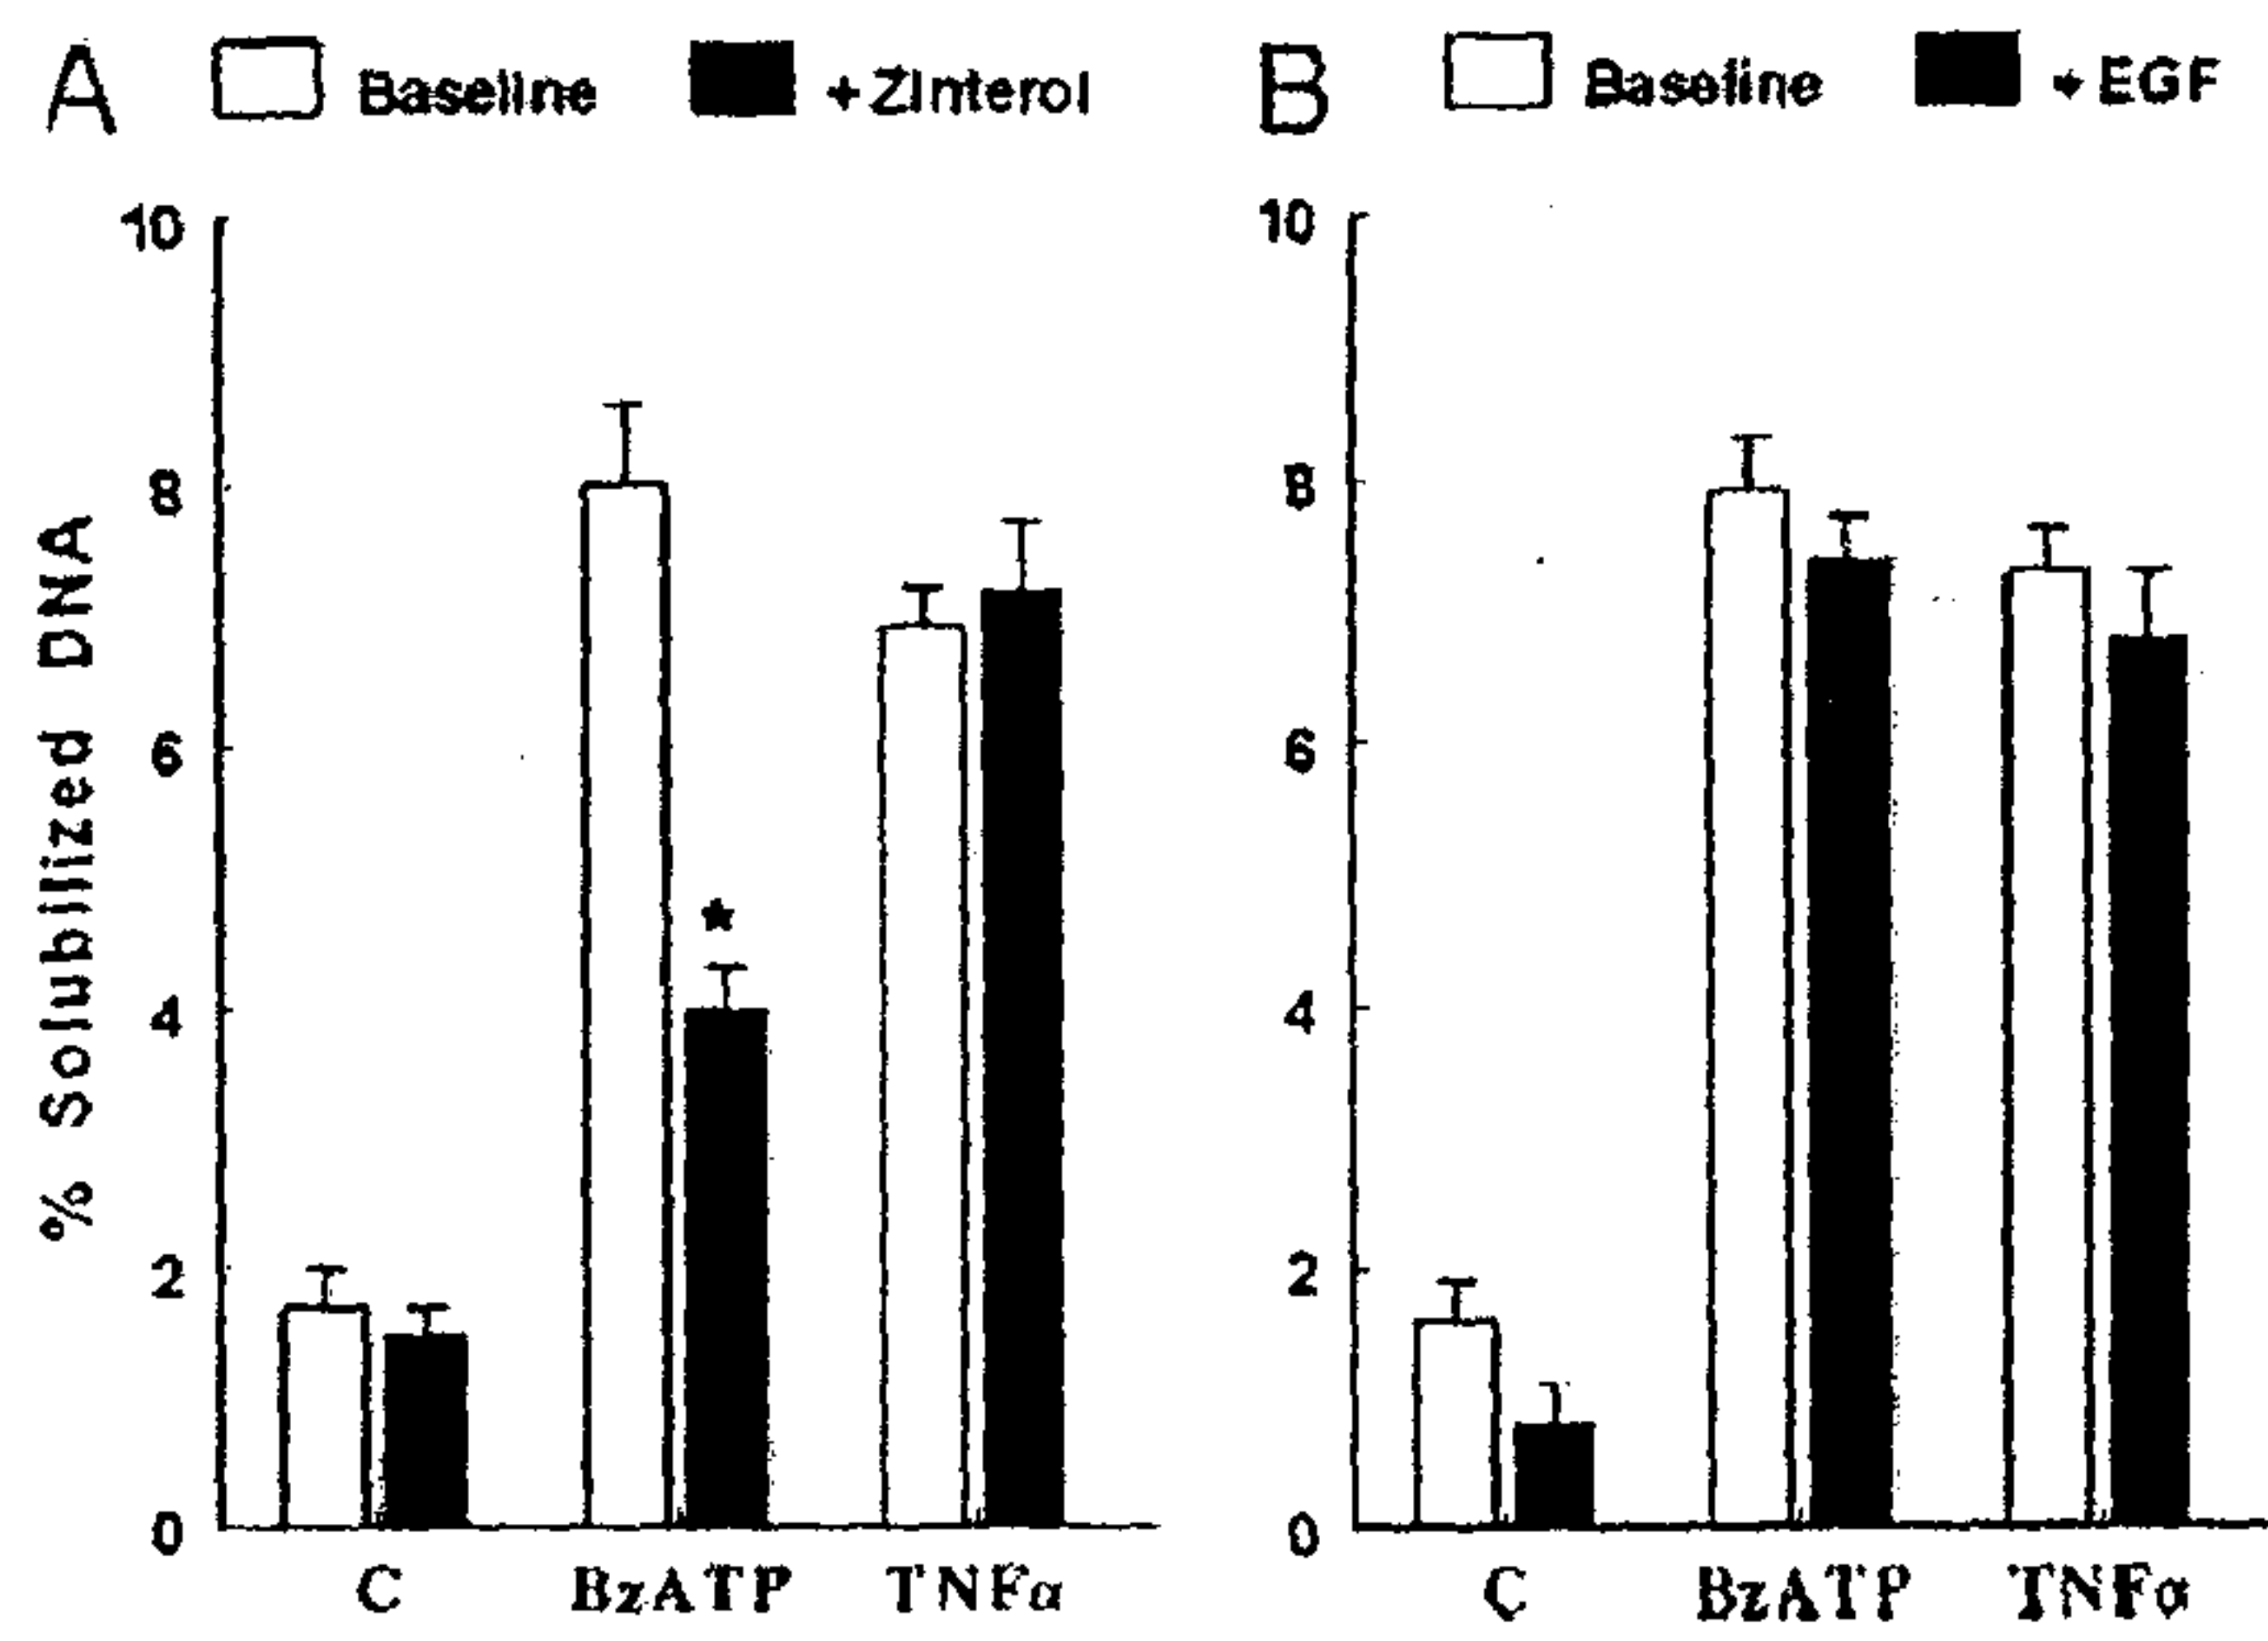 A Baseline +Zinterol
B Baseline + EGF
% Solubilized DNA
10
8
6
4
2
0
*
C BzATP TNFα
10
8
6
4
2
0
C BzATP TNFα